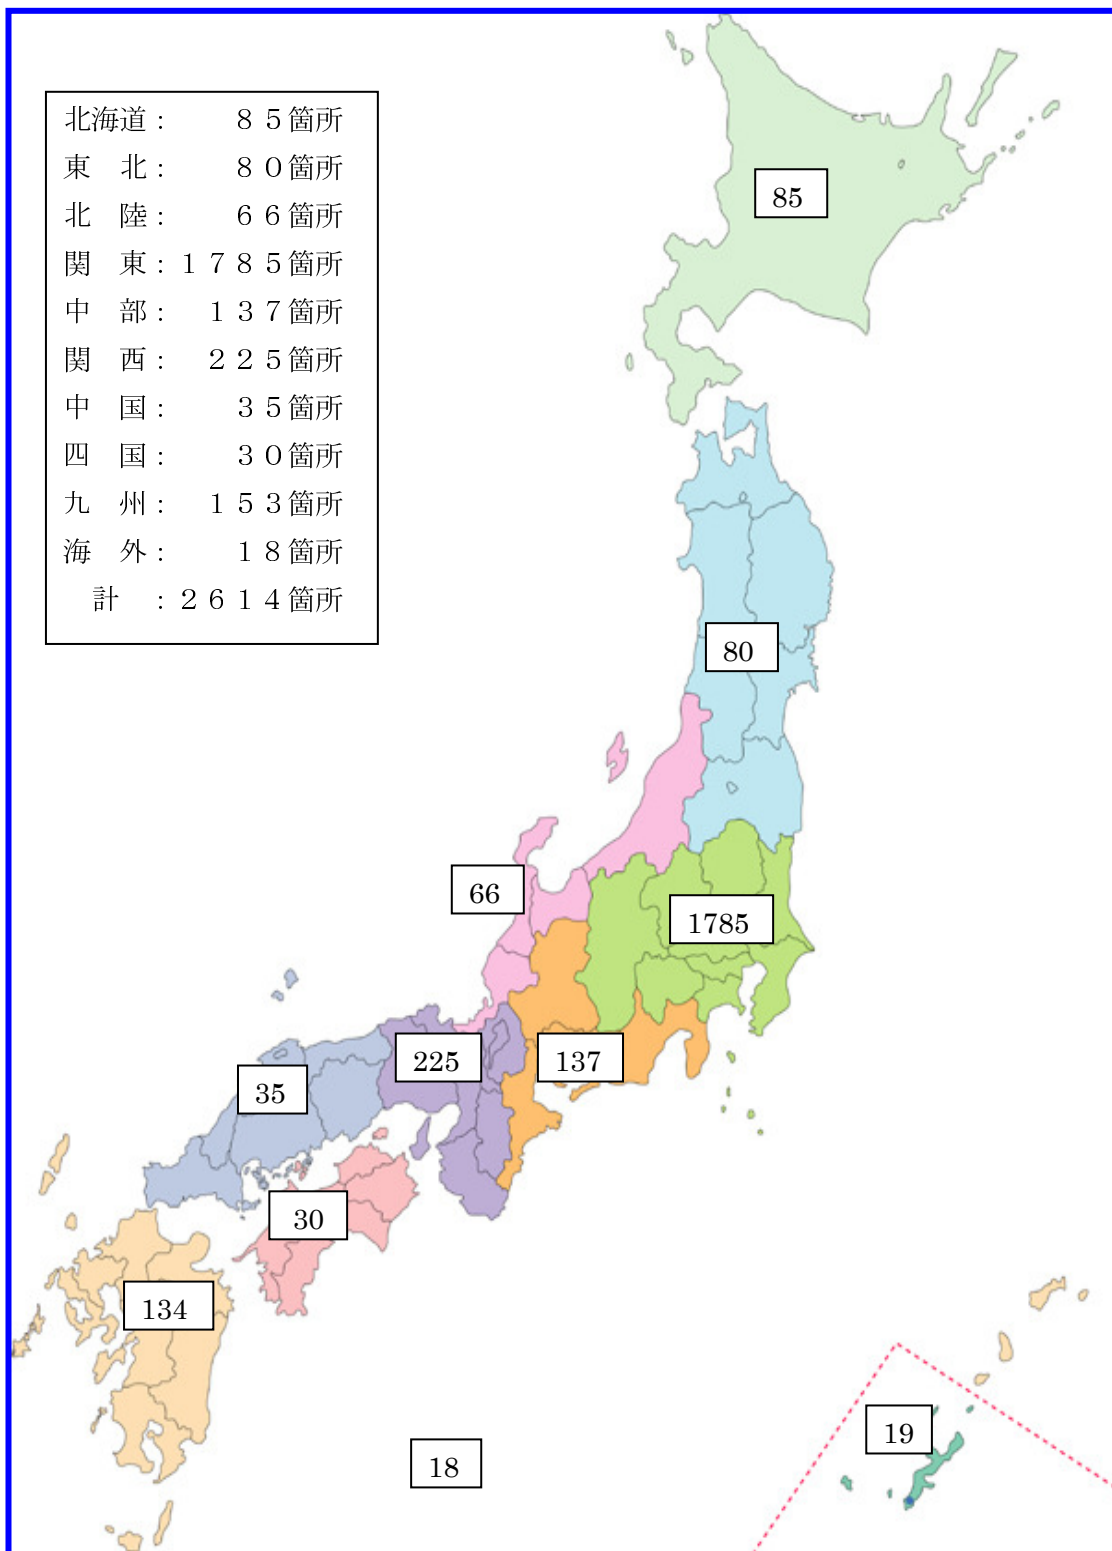 北海道：　　８５箇所
東　北：　　８０箇所
北　陸：　　６６箇所
関　東：１７８５箇所
中　部：　１３７箇所
関　西：　２２５箇所
中　国：　　３５箇所
四　国：　　３０箇所
九　州：　１５３箇所
海　外：　　１８箇所
計　：２６１４箇所
85
80
66
1785
225
137
35
30
134
19
18